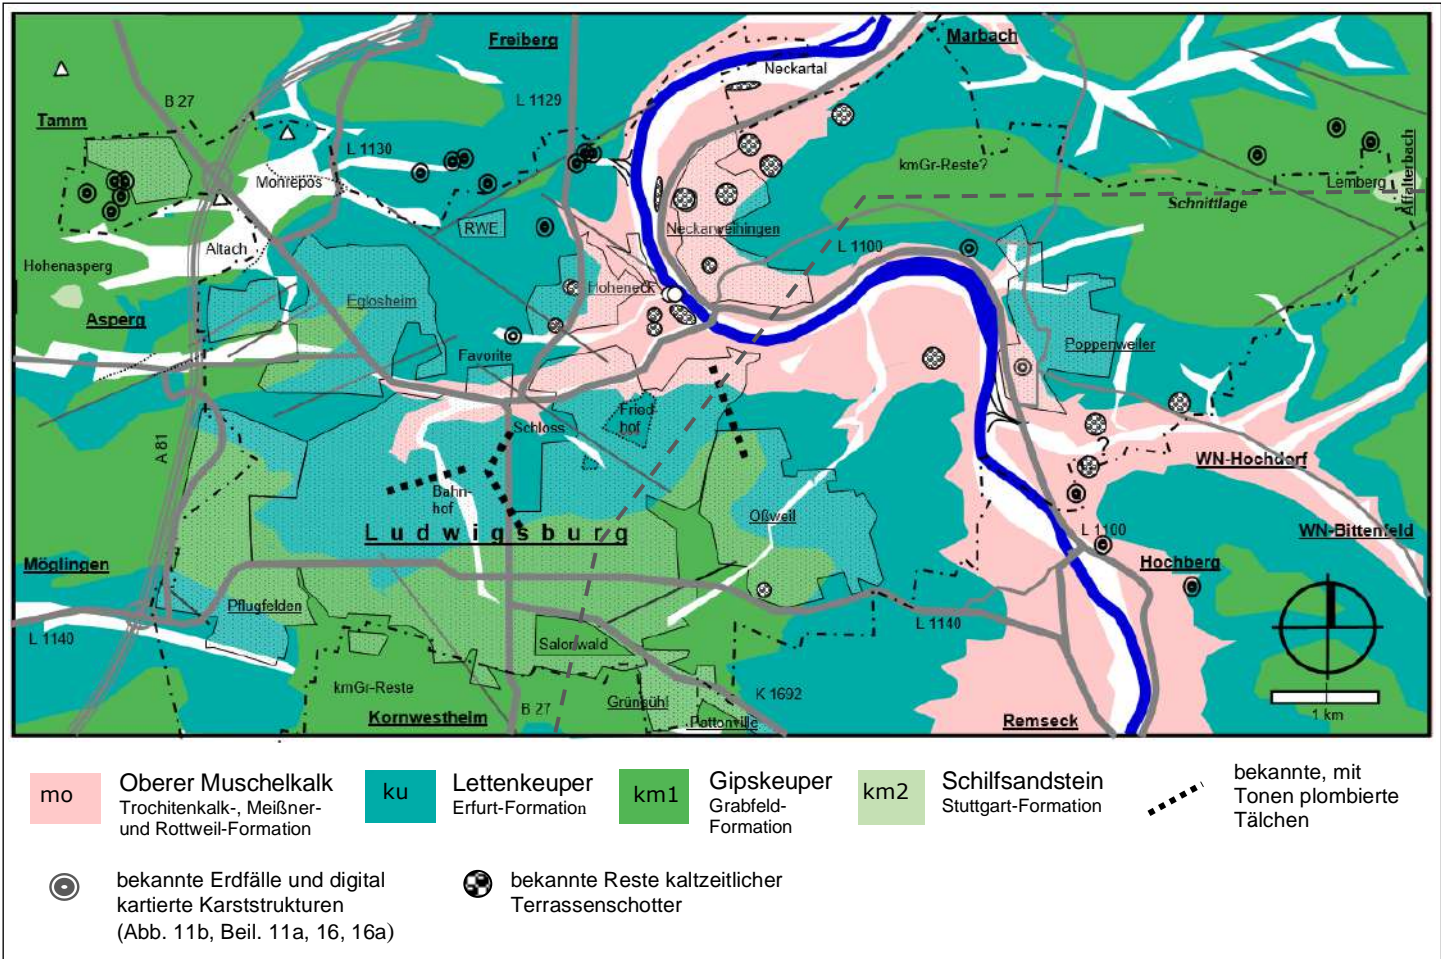 Freiberg
Marbach
Neckartal
B 27
L 1129
Tamm
L 1130
Monrepos
kmGr-Reste?
Lemberg
Affalterbach
Schnittlage
RWE
Neckarweihingen
Altach
L 1100
Hohenasperg
Hoheneck
Eglosheim
Asperg
Poppenweiler
Favorite
Fried
hof
Schloss
A 81
?
WN-Hochdorf
Bahn-
hof
Oßweil
Ludwigsburg
L 1100
WN-Bittenfeld
Möglingen
Hochberg
Pflugfelden
L 1140
L 1140
Salonwald
kmGr-Reste
K 1692
Grünbühl
B 27
Kornwestheim
Pattonville
Remseck
1 km
mo
Oberer Muschelkalk
Trochitenkalk-, Meißner-
und Rottweil-Formation
ku
Lettenkeuper
Erfurt-Formation
km1
Gipskeuper
Grabfeld-
Formation
km2
Schilfsandstein
Stuttgart-Formation
bekannte, mit
Tonen plombierte
Tälchen
bekannte Erdfälle und digital
kartierte Karststrukturen
(Abb. 11b, Beil. 11a, 16, 16a)
bekannte Reste kaltzeitlicher
Terrassenschotter